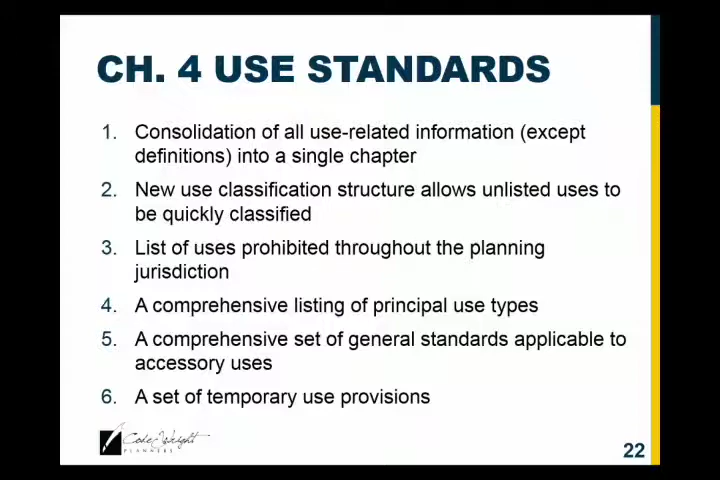 CH. 4 USE STANDARDS
1. Consolidation of all use-related information (except
definitions) into a single chapter
2. New use classification structure allows unlisted uses to
be quickly classified
3. List of uses prohibited throughout the planning
jurisdiction
4. A comprehensive listing of principal use types
5. A comprehensive set of general standards applicable to
accessory uses
6. A set of temporary use provisions
CodeWright
PLANNERS
22